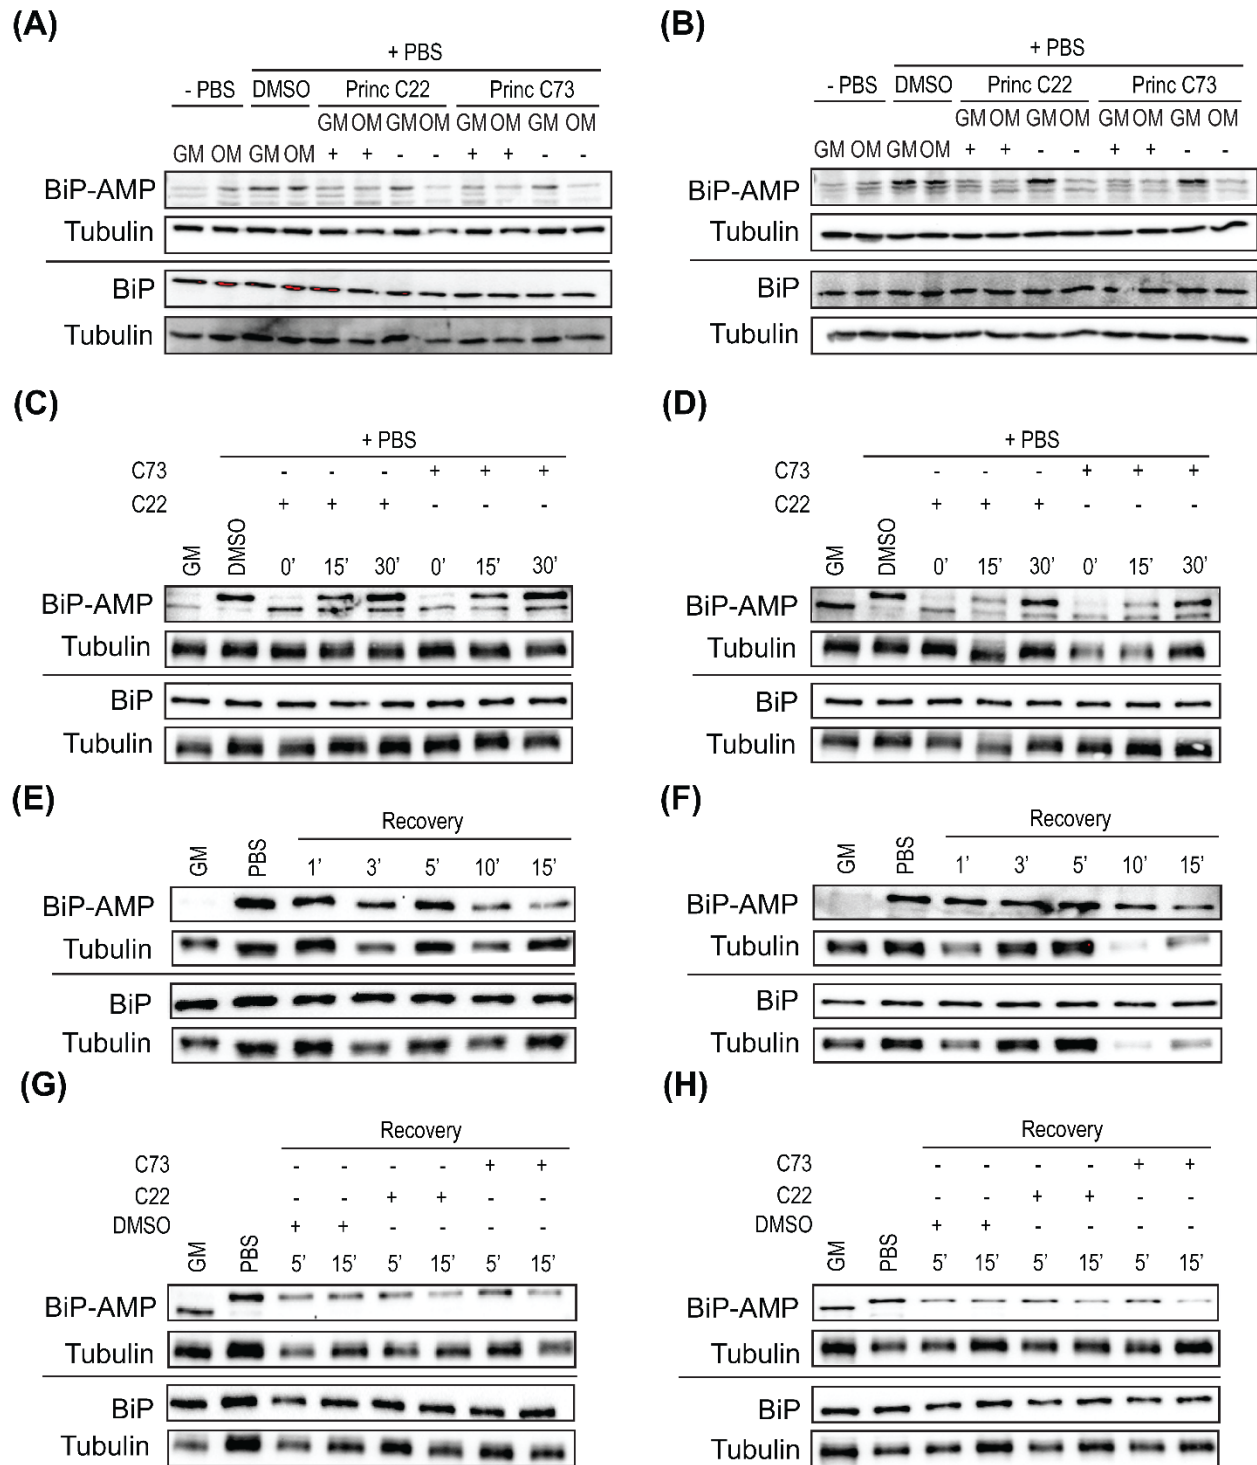 (A)
+ PBS
- PBS DMSO Princ C22 Princ C73
GM OM GM OM GM OM GM OM
GM OM GM OM + + - - + + - -
BiP-AMP
Tubulin
BiP
Tubulin
(B)
+ PBS
- PBS DMSO Princ C22 Princ C73
GM OM GM OM GM OM GM OM
GM OM GM OM + + - - + + - -
BiP-AMP
Tubulin
BiP
Tubulin
(C)
+ PBS
C73 - - - + + +
C22 + + + - - -
GM DMSO 0' 15' 30' 0' 15' 30'
BiP-AMP
Tubulin
BiP
Tubulin
(D)
+ PBS
C73 - - - + + +
C22 + + + - - -
GM DMSO 0' 15' 30' 0' 15' 30'
BiP-AMP
Tubulin
BiP
Tubulin
(E)
Recovery
GM PBS 1' 3' 5' 10' 15'
BiP-AMP
Tubulin
BiP
Tubulin
(F)
Recovery
GM PBS 1' 3' 5' 10' 15'
BiP-AMP
Tubulin
BiP
Tubulin
(G)
Recovery
C73 - - - - + +
C22 - - + + - -
DMSO + + - - - -
GM PBS 5' 15' 5' 15' 5' 15'
BiP-AMP
Tubulin
BiP
Tubulin
(H)
Recovery
C73 - - - - + +
C22 - - + + - -
DMSO + + - - - -
GM PBS 5' 15' 5' 15' 5' 15'
BiP-AMP
Tubulin
BiP
Tubulin